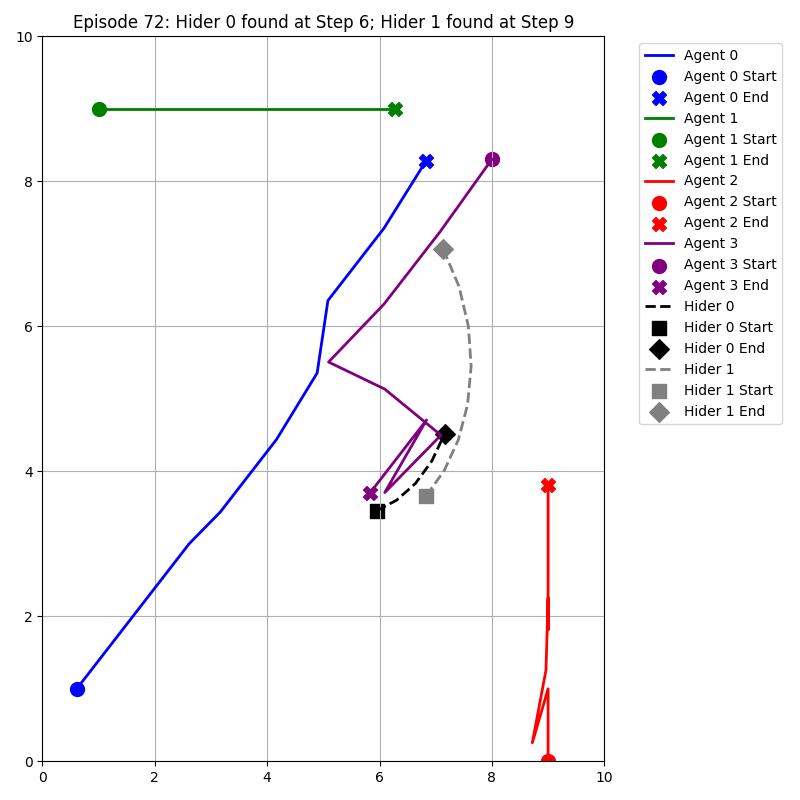 Episode 72: Hider 0 found at Step 6; Hider 1 found at Step 9
10
8
6
4
2
0
0 2 4 6 8 10
Agent 0
Agent 0 Start
Agent 0 End
Agent 1
Agent 1 Start
Agent 1 End
Agent 2
Agent 2 Start
Agent 2 End
Agent 3
Agent 3 Start
Agent 3 End
Hider 0
Hider 0 Start
Hider 0 End
Hider 1
Hider 1 Start
Hider 1 End